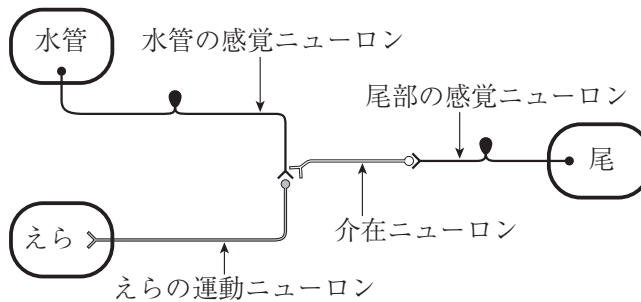 水管
水管の感覚ニューロン
尾部の感覚ニューロン
尾
えら
介在ニューロン
えらの運動ニューロン